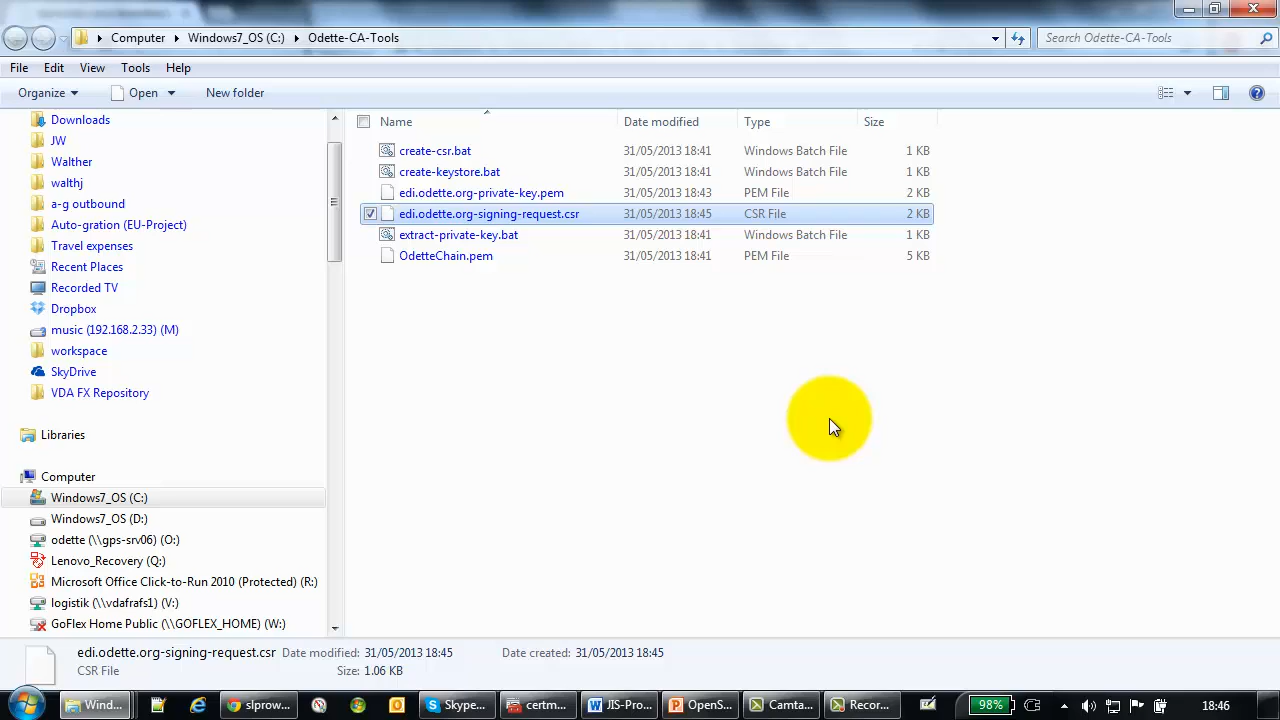 Computer Windows7_OS (C:) Odette-CA-Tools Search Odette-CA-Tools
File Edit View Tools Help
Organize Open New folder
Name Date modified Type Size
Downloads
JW
Walther
walthj
a-g outbound
Auto-gration (EU-Project)
Travel expenses
Recent Places
Recorded TV
Dropbox
music (192.168.2.33) (M)
workspace
SkyDrive
VDA FX Repository
Libraries
Computer
Windows7_OS (C:)
Windows7_OS (D:)
odette (\\gps-srv06) (O:)
Lenovo_Recovery (Q:)
Microsoft Office Click-to-Run 2010 (Protected) (R:)
logistik (\\vdafrafs1) (V:)
GoFlex Home Public (\\GOFLEX_HOME) (W:)
create-csr.bat 31/05/2013 18:41 Windows Batch File 1 KB
create-keystore.bat 31/05/2013 18:41 Windows Batch File 1 KB
edi.odette.org-private-key.pem 31/05/2013 18:43 PEM File 2 KB
edi.odette.org-signing-request.csr 31/05/2013 18:45 CSR File 2 KB
extract-private-key.bat 31/05/2013 18:41 Windows Batch File 1 KB
OdetteChain.pem 31/05/2013 18:41 PEM File 5 KB
edi.odette.org-signing-request.csr Date modified: 31/05/2013 18:45 Date created: 31/05/2013 18:45
CSR File Size: 1.06 KB
Wind... slprow... Skype... certm... JIS-Pro... OpenS... Camta... Recor... 98% 18:46